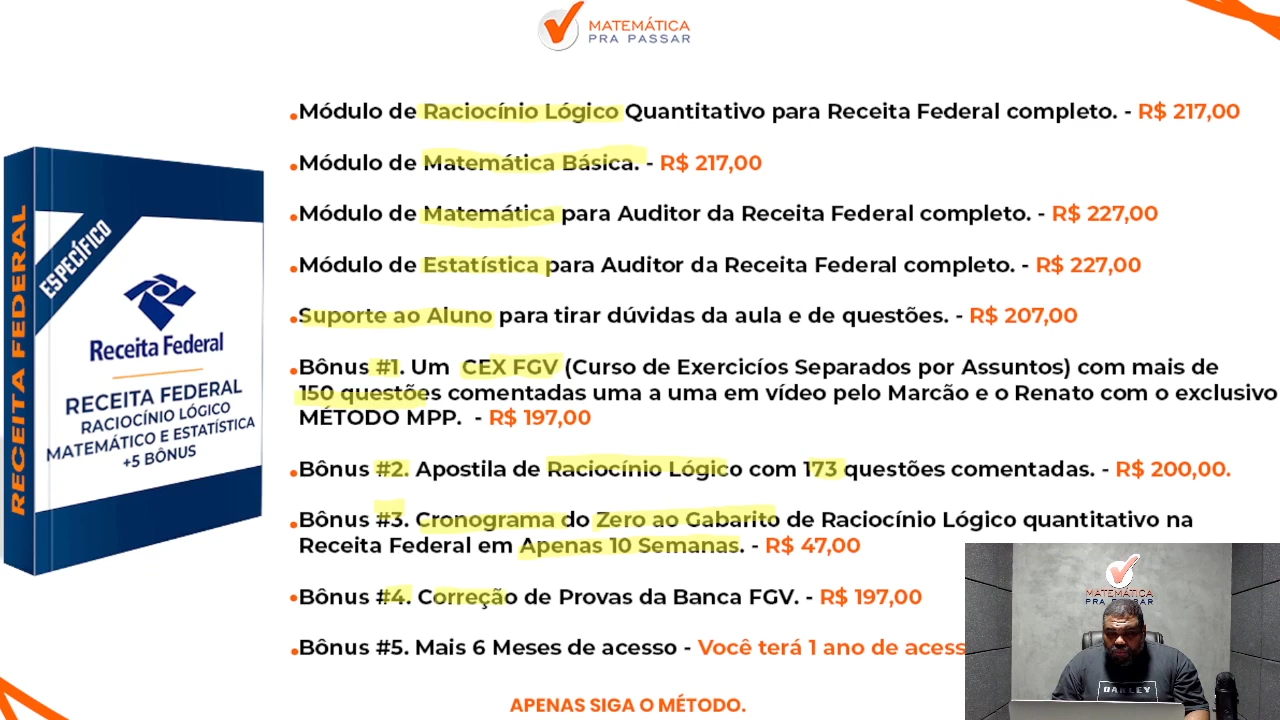 MATEMÁTICA
PRA PASSAR
•Módulo de Raciocínio Lógico Quantitativo para Receita Federal completo. - R$ 217,00
•Módulo de Matemática Básica. - R$ 217,00
•Módulo de Matemática para Auditor da Receita Federal completo. - R$ 227,00
•Módulo de Estatística para Auditor da Receita Federal completo. - R$ 227,00
•Suporte ao Aluno para tirar dúvidas da aula e de questões. - R$ 207,00
•Bônus #1. Um CEX FGV (Curso de Exercicíos Separados por Assuntos) com mais de
150 questões comentadas uma a uma em vídeo pelo Marcão e o Renato com o exclusivo
MÉTODO MPP. - R$ 197,00
•Bônus #2. Apostila de Raciocínio Lógico com 173 questões comentadas. - R$ 200,00.
•Bônus #3. Cronograma do Zero ao Gabarito de Raciocínio Lógico quantitativo na
Receita Federal em Apenas 10 Semanas. - R$ 47,00
•Bônus #4. Correção de Provas da Banca FGV. - R$ 197,00
•Bônus #5. Mais 6 Meses de acesso - Você terá 1 ano de acess
APENAS SIGA O MÉTODO.
RECEITA FEDERAL
ESPECÍFICO
Receita Federal
RECEITA FEDERAL
RACIOCÍNIO LÓGICO
MATEMÁTICO E ESTATÍSTICA
+5 BÔNUS
MATEMÁTICA
PRA PASSAR
OAKLEY